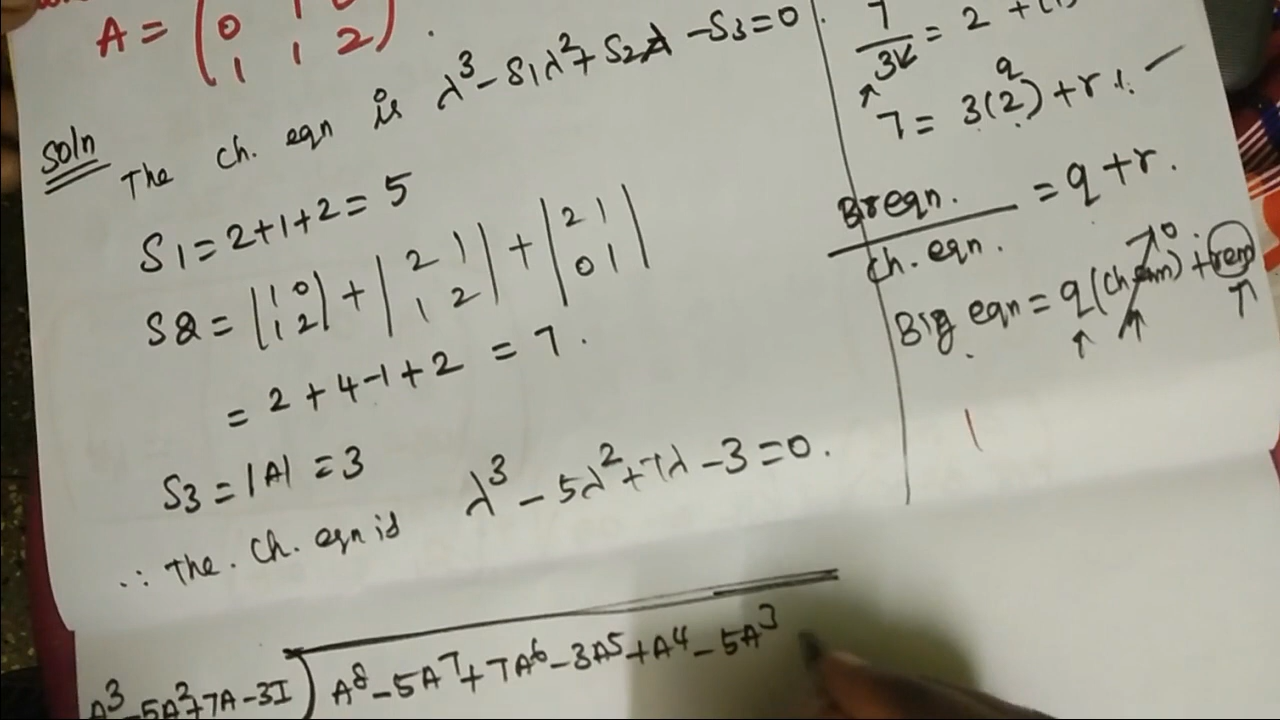 A = (0 1 0
1 1 2).
Soln
The ch. eqn is λ³ - S₁λ² + S₂λ - S₃ = 0.
S₁ = 2+1+2 = 5
S2 = |1 0| + |2 1| + |2 1|
|1 2| |1 2| |0 1|
= 2 + 4-1 + 2 = 7.
S₃ = |A| = 3
∴ The. Ch. eqn is λ³ - 5λ² + 7λ - 3 = 0.
A³ - 5A² + 7A - 3I ) A⁸ - 5A⁷ + 7A⁶ - 3A⁵ + A⁴ - 5A³
7/3 = 2 +
q
7 = 3(2) + r.
eqn. = q + r.
Ch. eqn.
0
Big eqn = q(ch eqn) + rem